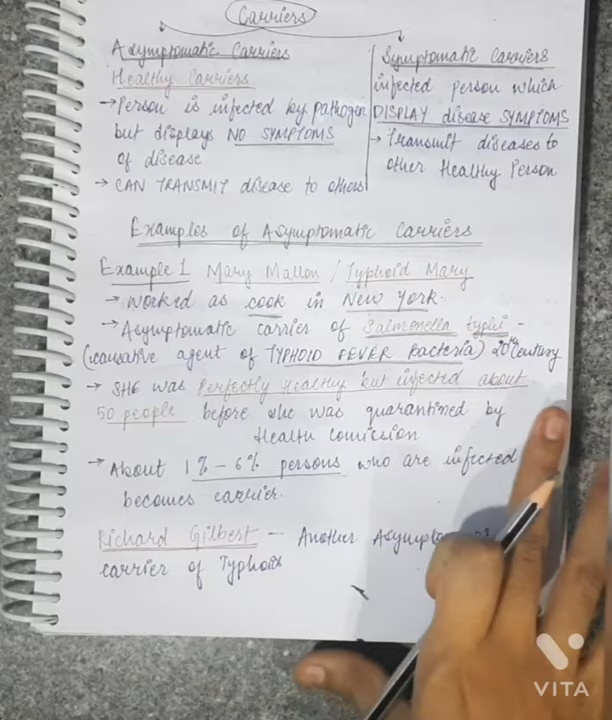 Carriers
Asymptomatic Carriers
Healthy Carriers
→ Person is infected by pathogen
but displays NO SYMPTOMS
of disease
→ CAN TRANSMIT disease to others
Symptomatic Carriers
infected person which
DISPLAY disease SYMPTOMS
→ Transmit diseases to
other Healthy Person
Examples of Asymptomatic Carriers
Example 1 Mary Mallon / Typhoid Mary
→ Worked as cook in New York.
→ Asymptomatic carrier of Salmonella typhi -
(causative agent of TYPHOID FEVER Bacteria) 20th century
→ SHE was Perfectly Healthy but infected about
50 people before she was quarantined by
Health comission
→ About 1% - 6% persons who are infected
becomes carrier.
Richard Gilbert - Another
carrier of Typhoid
VITA